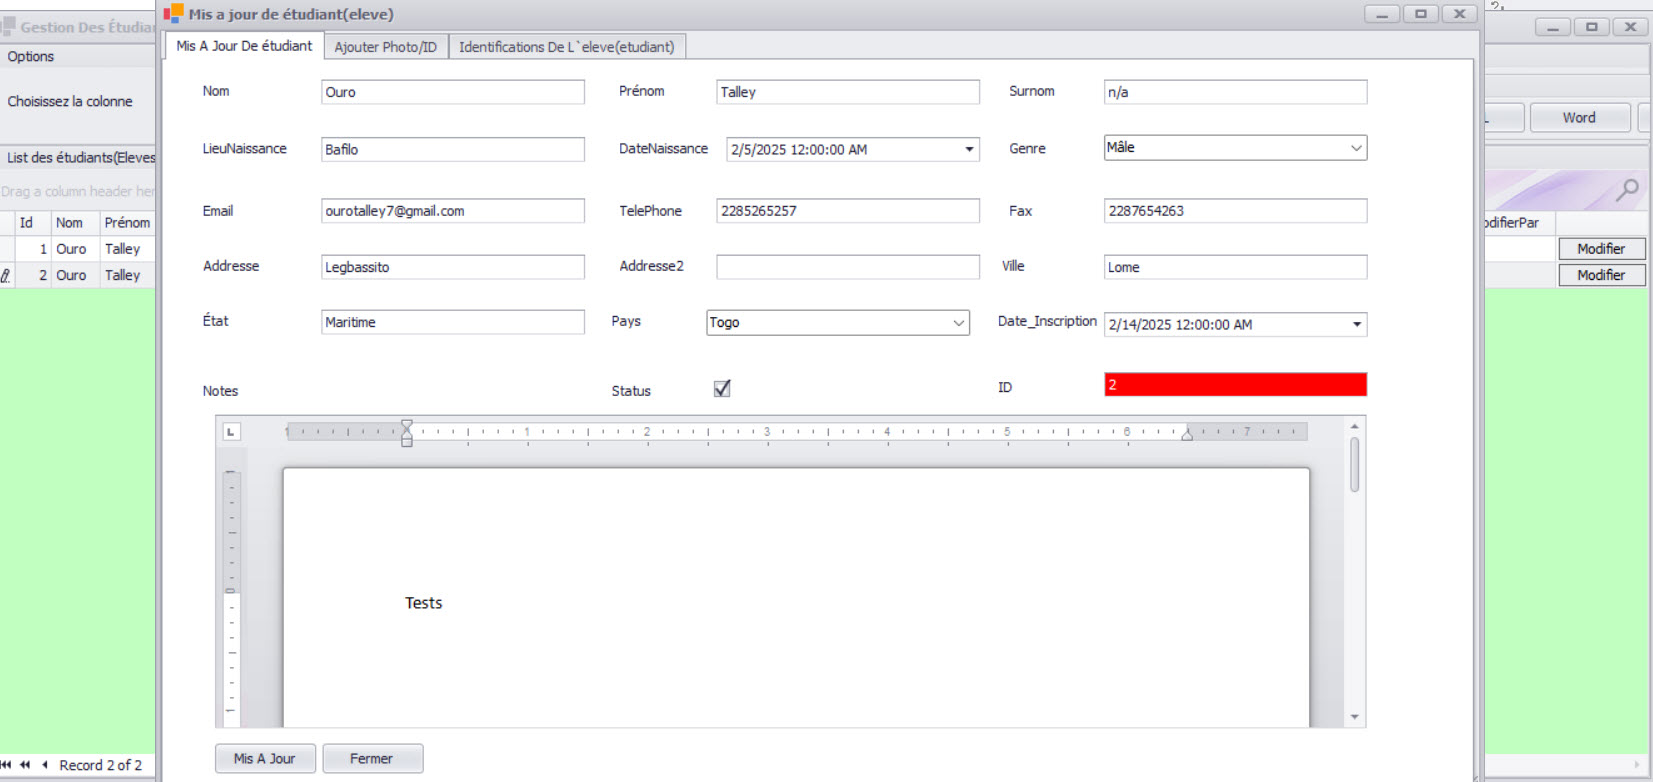 Mis a jour de étudiant(eleve)
Gestion Des Étudia
Options
Choisissez la colonne
List des étudiants(Eleves
Drag a column header her
Id Nom Prénom
1 Ouro Talley
2 Ouro Talley
Record 2 of 2
Mis A Jour De étudiant Ajouter Photo/ID Identifications De L`eleve(etudiant)
Nom Ouro Prénom Talley Surnom n/a
LieuNaissance Bafilo DateNaissance 2/5/2025 12:00:00 AM Genre Mâle
Email ourotalley7@gmail.com TelePhone 2285265257 Fax 2287654263
Addresse Legbassito Addresse2 Ville Lome
État Maritime Pays Togo Date_Inscription 2/14/2025 12:00:00 AM
Notes Status ID 2
1 1 2 3 4 5 6 7
Tests
Mis A Jour Fermer
Word
odifierPar
Modifier
Modifier